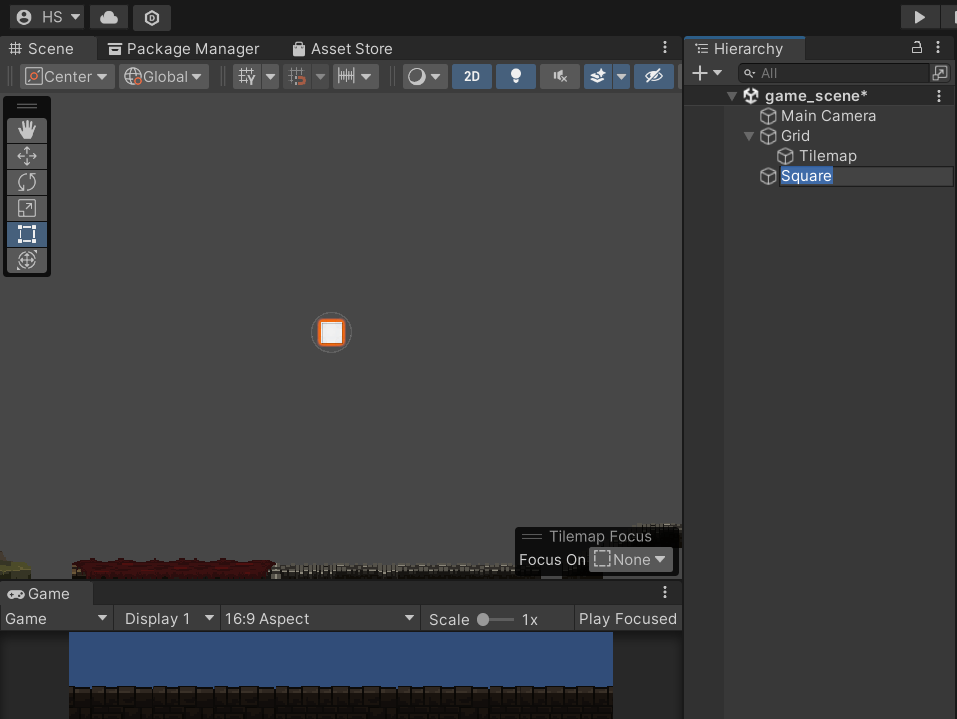 HS
Scene Package Manager Asset Store
Center Global 2D
Tilemap Focus
Focus On None
Game
Game Display 1 16:9 Aspect Scale 1x Play Focused
Hierarchy
All
game_scene*
Main Camera
Grid
Tilemap
Square